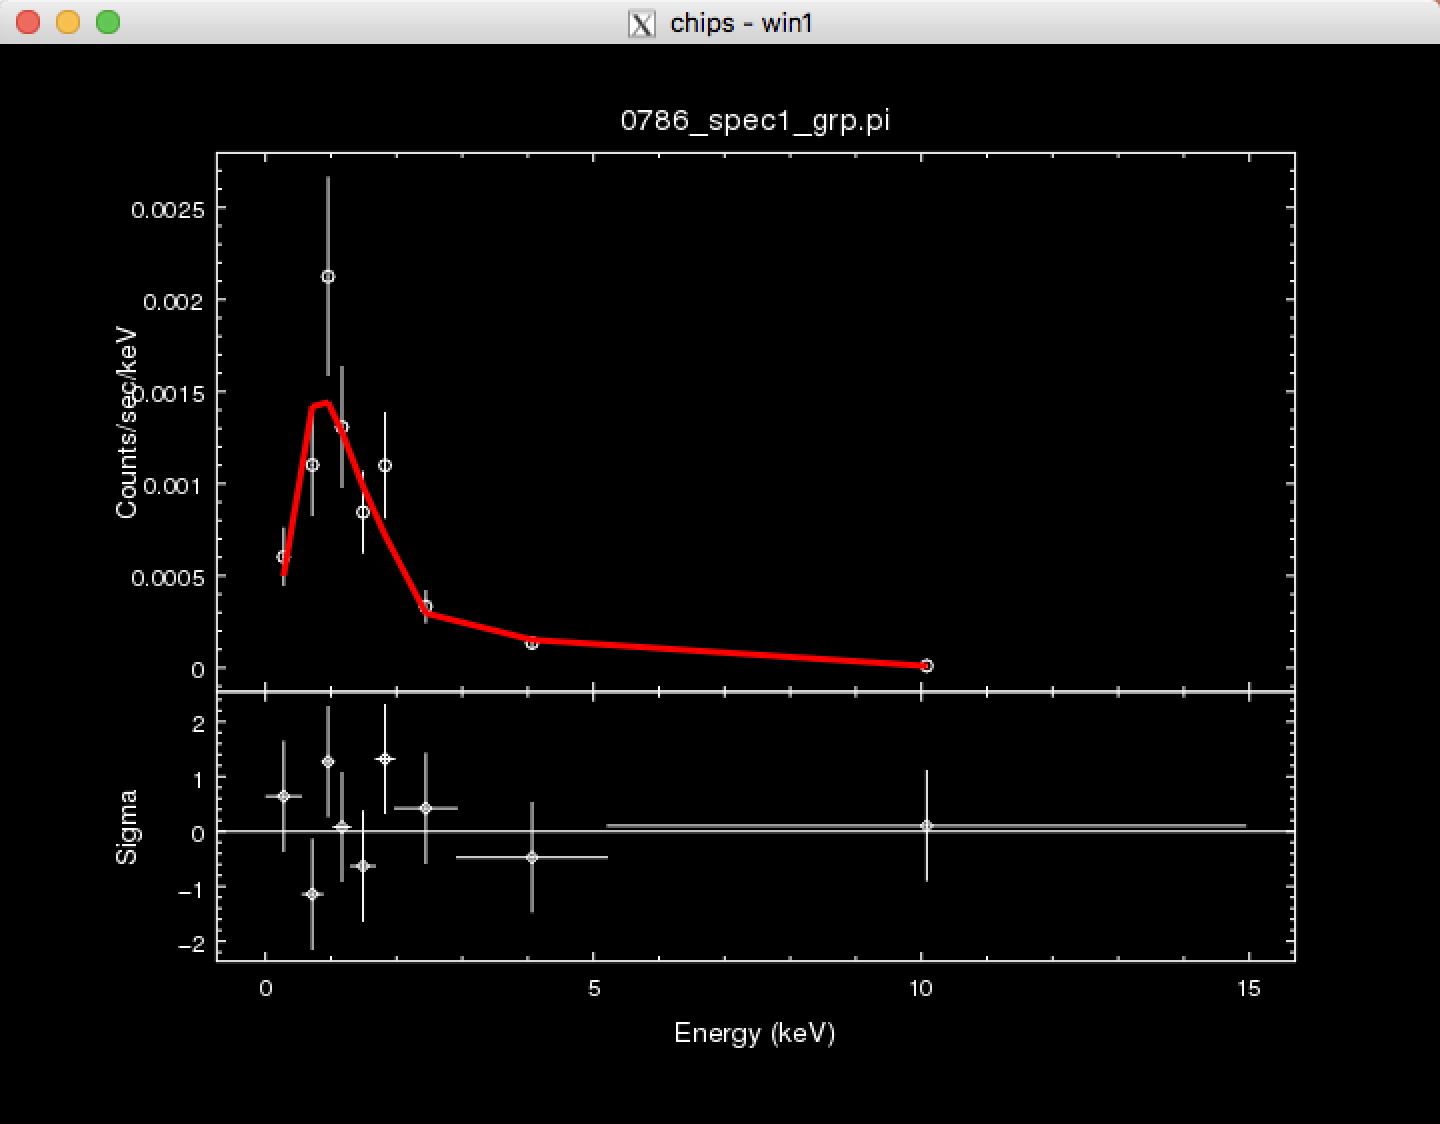 chips - win1
0786_spec1_grp.pi
0.0025
0.002
0.0015
0.001
0.0005
0
Counts/sec/keV
2
1
0
−1
−2
Sigma
0 5 10 15
Energy (keV)